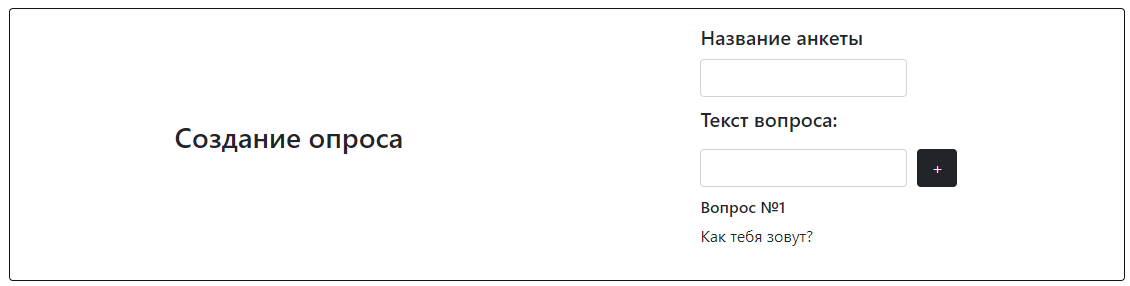 Создание опроса
Название анкеты
Текст вопроса:
+
Вопрос №1
Как тебя зовут?